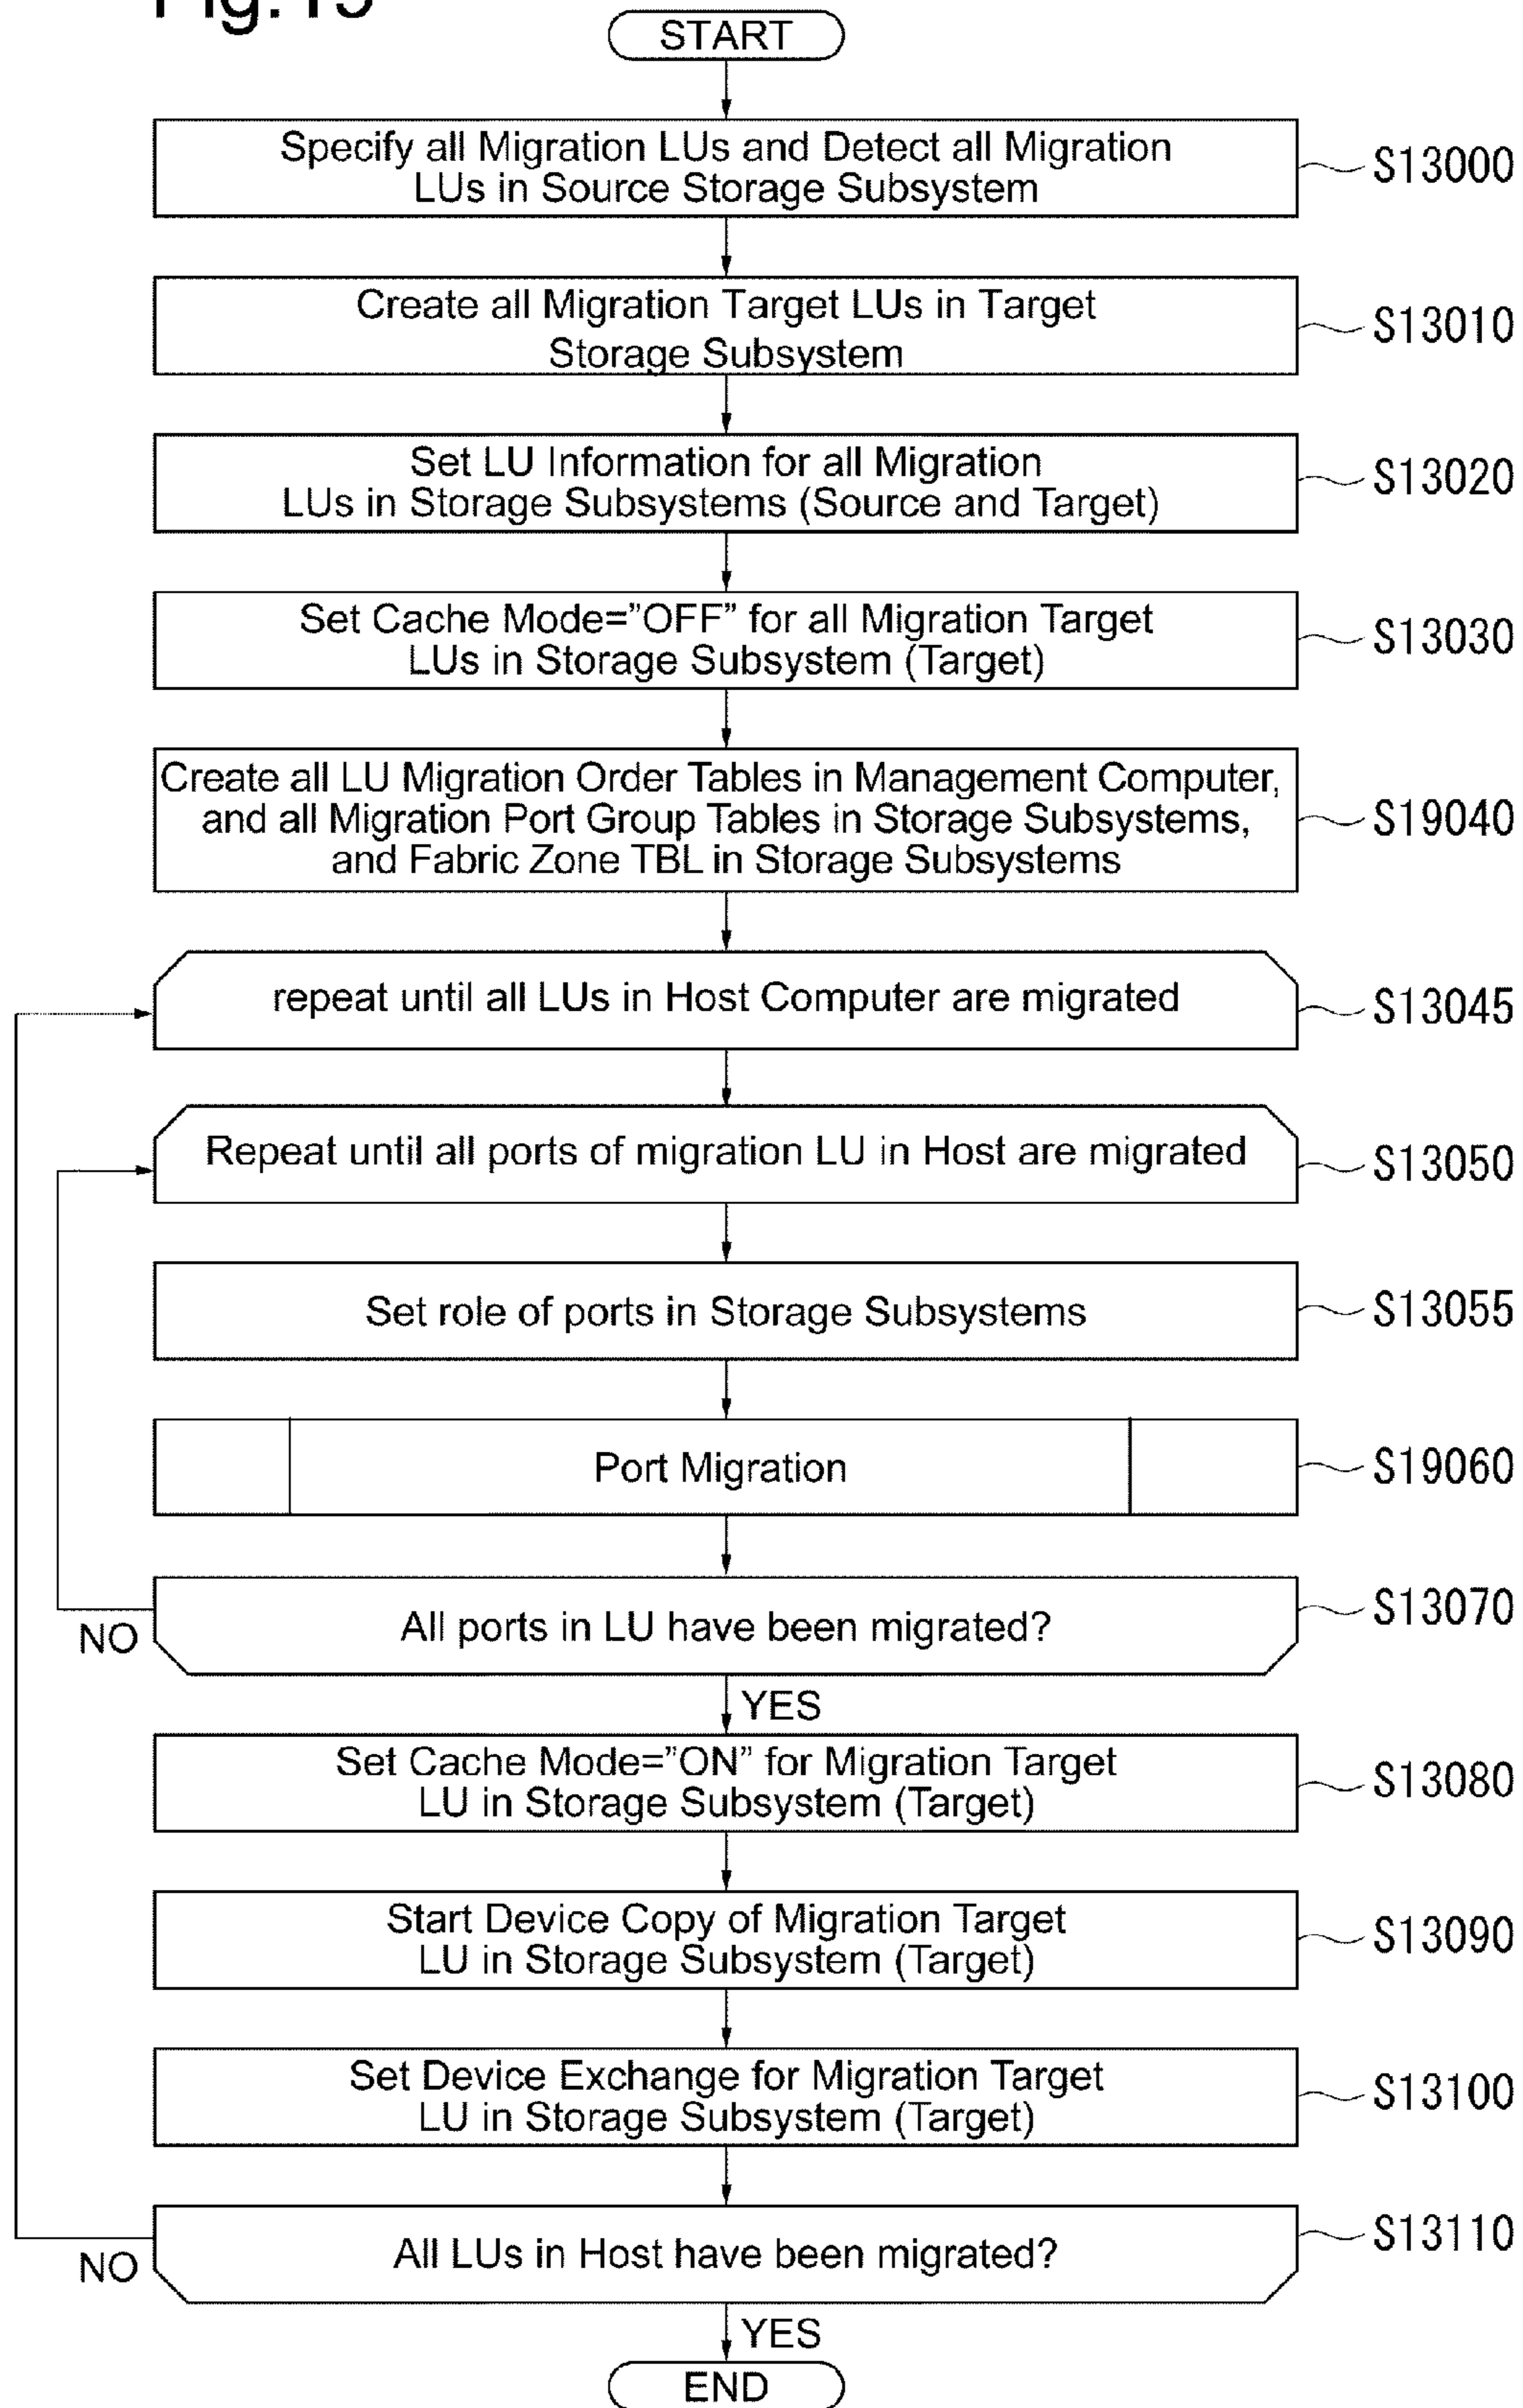 START
Specify all Migration LUs and Detect all Migration
LUs in Source Storage Subsystem
S13000
Create all Migration Target LUs in Target
Storage Subsystem
S13010
Set LU Information for all Migration
LUs in Storage Subsystems (Source and Target)
S13020
Set Cache Mode=”OFF” for all Migration Target
LUs in Storage Subsystem (Target)
S13030
Create all LU Migration Order Tables in Management Computer,
and all Migration Port Group Tables in Storage Subsystems,
and Fabric Zone TBL in Storage Subsystems
S19040
repeat until all LUs in Host Computer are migrated
S13045
Repeat until all ports of migration LU in Host are migrated
S13050
Set role of ports in Storage Subsystems
S13055
Port Migration
S19060
All ports in LU have been migrated?
S13070
NO
YES
Set Cache Mode=”ON” for Migration Target
LU in Storage Subsystem (Target)
S13080
Start Device Copy of Migration Target
LU in Storage Subsystem (Target)
S13090
Set Device Exchange for Migration Target
LU in Storage Subsystem (Target)
S13100
All LUs in Host have been migrated?
S13110
NO
YES
END